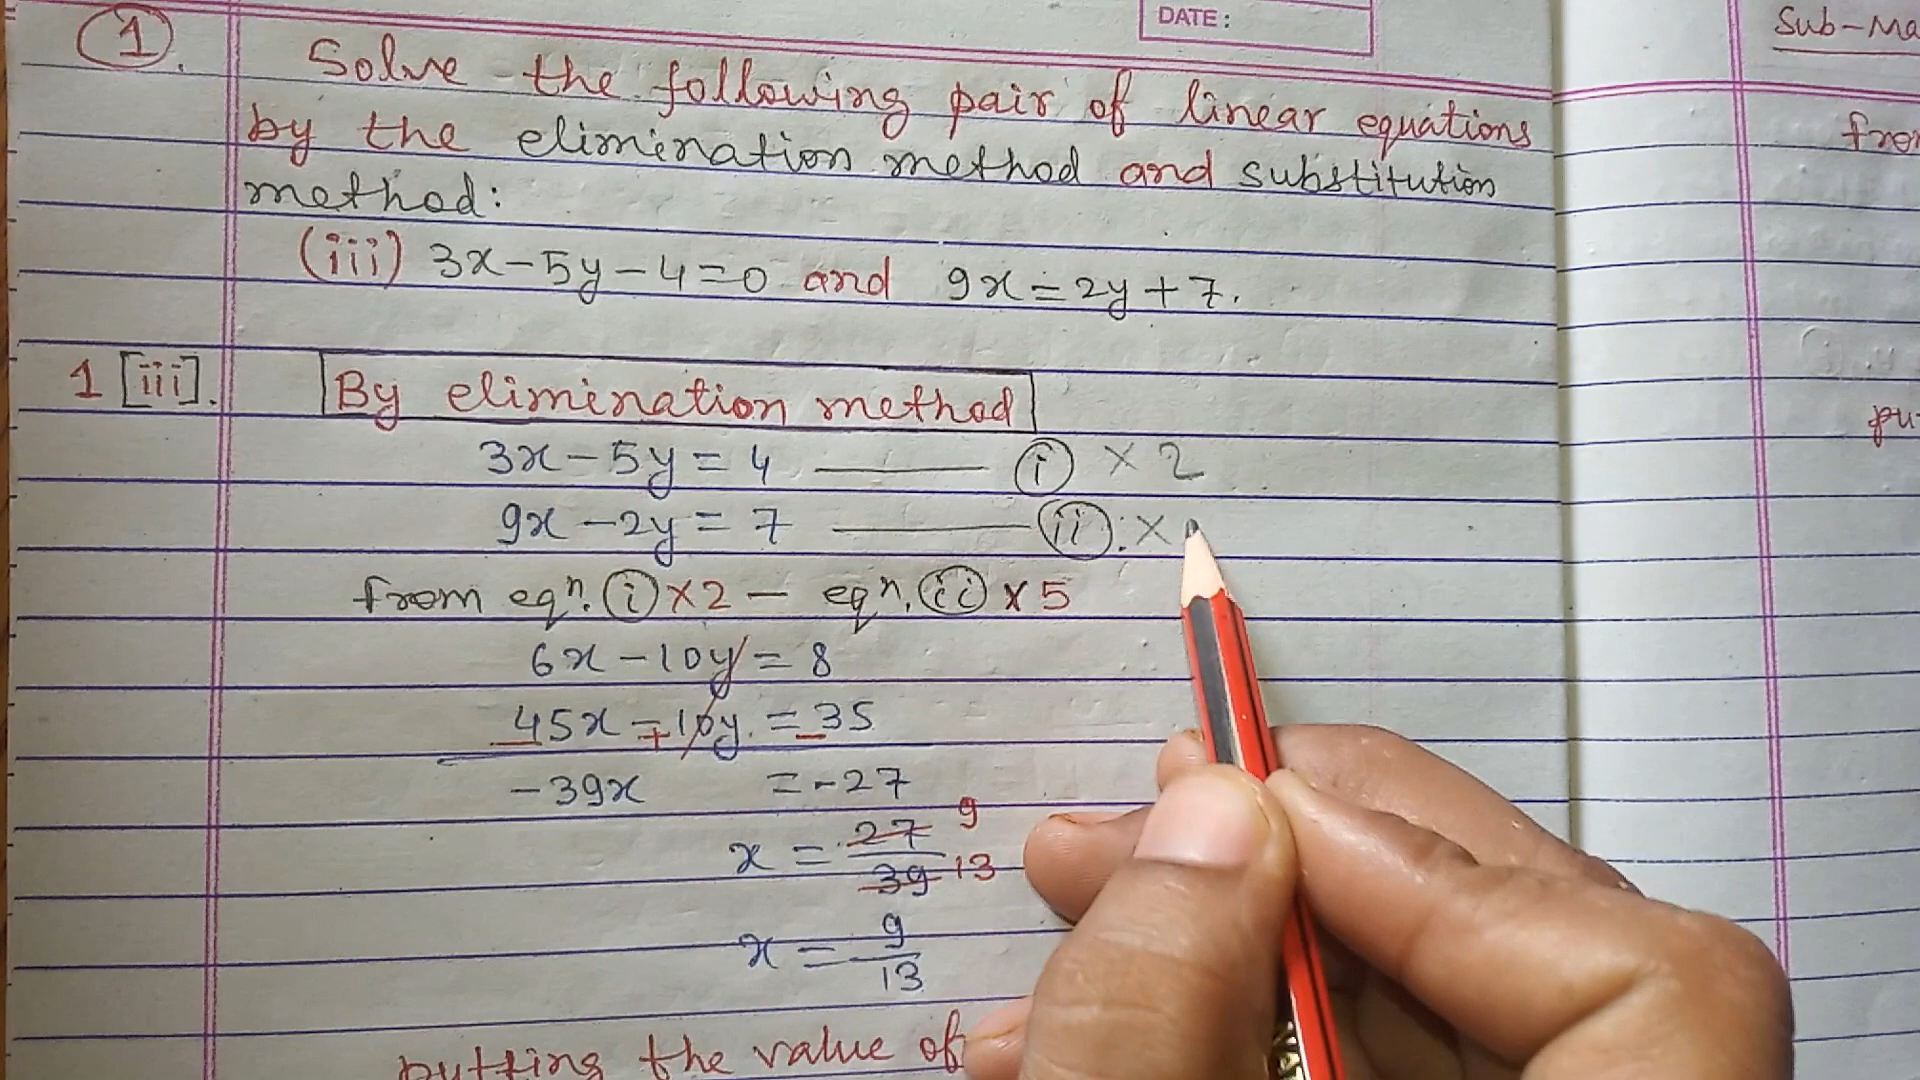 DATE:
Sub-Ma
1.
Solve the following pair of linear equations
by the elimination method and substitution
method:
(iii) 3x-5y-4=0 and 9x=2y+7.
1 [iii].
By elimination method
3x-5y=4 —— (i) × 2
9x-2y=7 —— (ii): ×
from eqn. (i) × 2 — eqn. (ii) × 5
6x-10y=8
45x-10y=35
- + -
-39x =-27
x = 27/39 9 13
x = 9/13
putting the value of